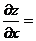 ∂z/∂x =